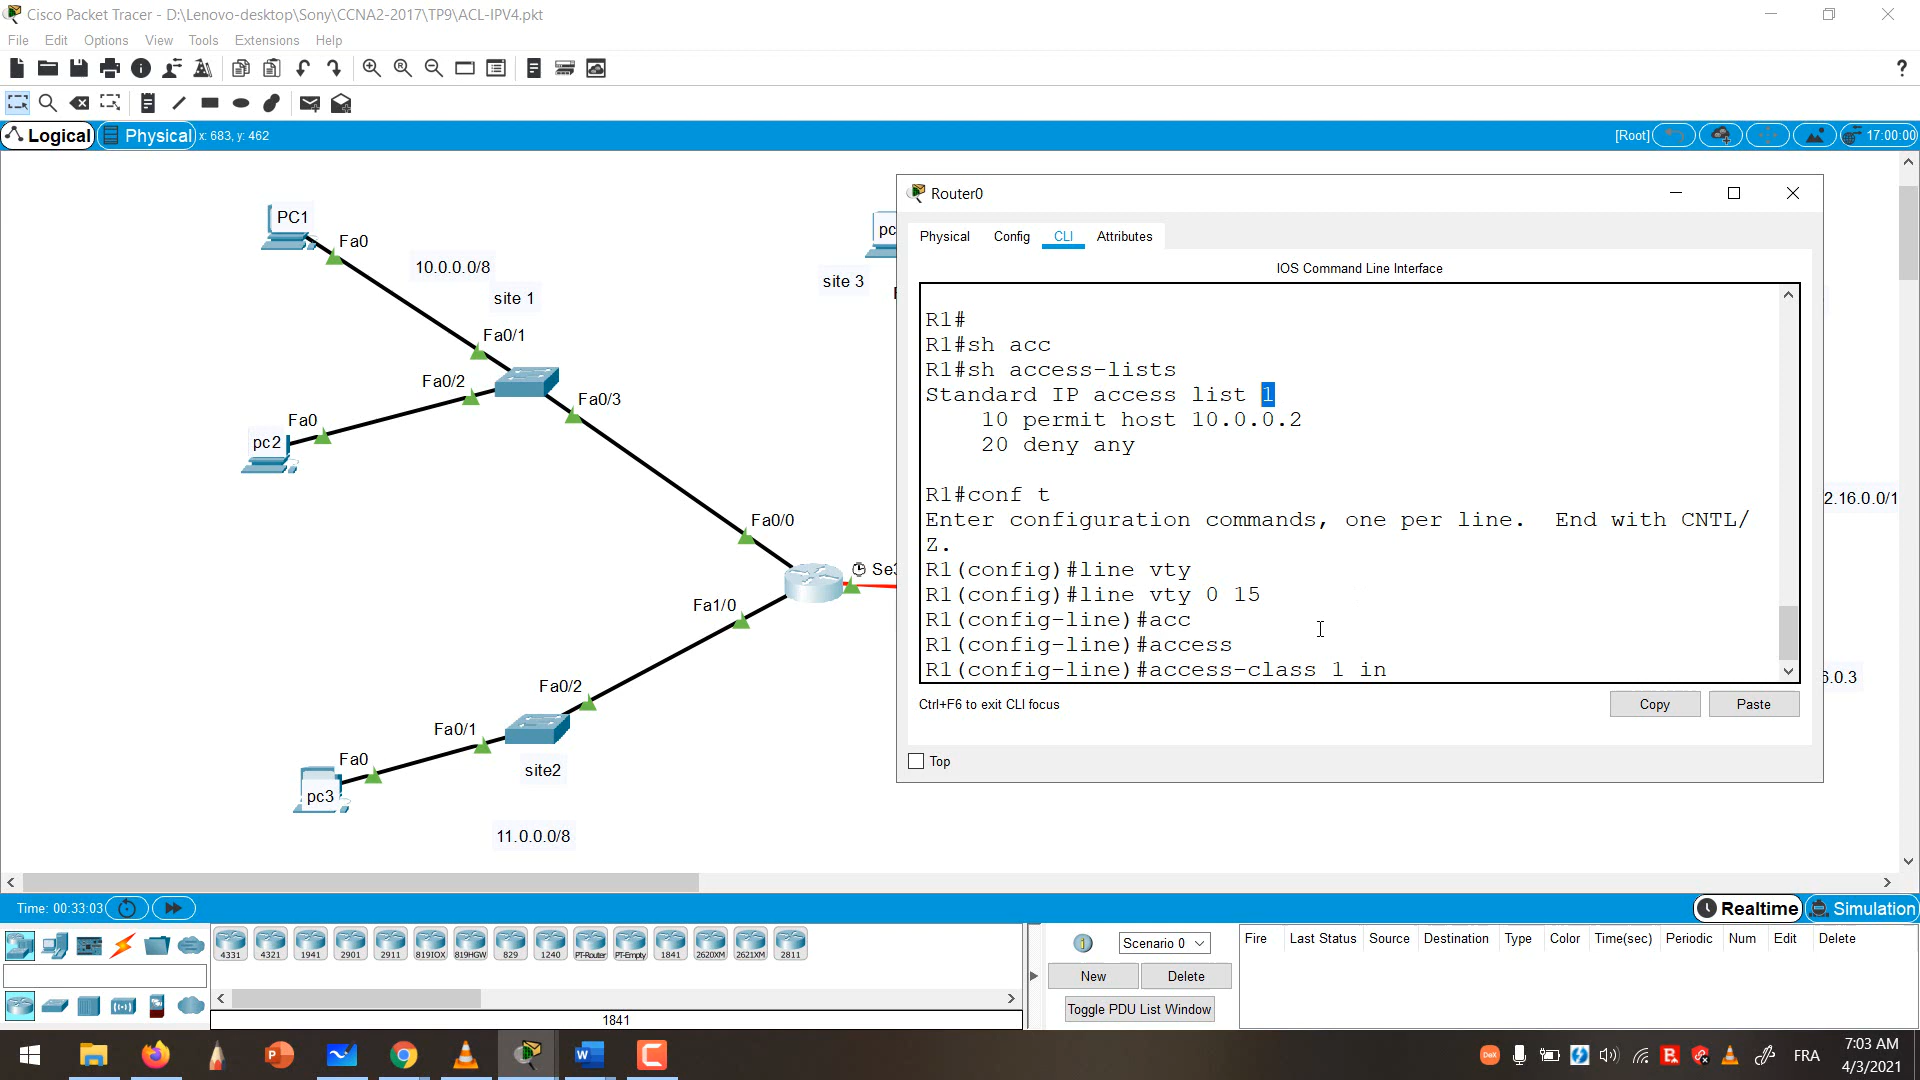 Cisco Packet Tracer - D:\Lenovo-desktop\Sony\CCNA2-2017\TP9\ACL-IPV4.pkt
File Edit Options View Tools Extensions Help
Logical Physical x: 683, y: 462 [Root] 17:00:00
PC1
Fa0
10.0.0.0/8
site 1
Fa0/1
Fa0/2
Fa0/3
Fa0
pc2
pc
site 3
Fa0/0
Se3
Fa1/0
Fa0/2
Fa0/1
Fa0
site2
pc3
11.0.0.0/8
2.16.0.0/1
6.0.3
Router0
Physical Config CLI Attributes
IOS Command Line Interface
R1#
R1#sh acc
R1#sh access-lists
Standard IP access list 1
10 permit host 10.0.0.2
20 deny any
R1#conf t
Enter configuration commands, one per line. End with CNTL/
Z.
R1(config)#line vty
R1(config)#line vty 0 15
R1(config-line)#acc
R1(config-line)#access
R1(config-line)#access-class 1 in
Ctrl+F6 to exit CLI focus Copy Paste
Top
Time: 00:33:03 Realtime Simulation
4331 4321 1941 2901 2911 819IOX 819HGW 829 1240 PT-Router PT-Empty 1841 2620XM 2621XM 2811
1841
Scenario 0
New Delete
Toggle PDU List Window
Fire Last Status Source Destination Type Color Time(sec) Periodic Num Edit Delete
FRA
7:03 AM
4/3/2021